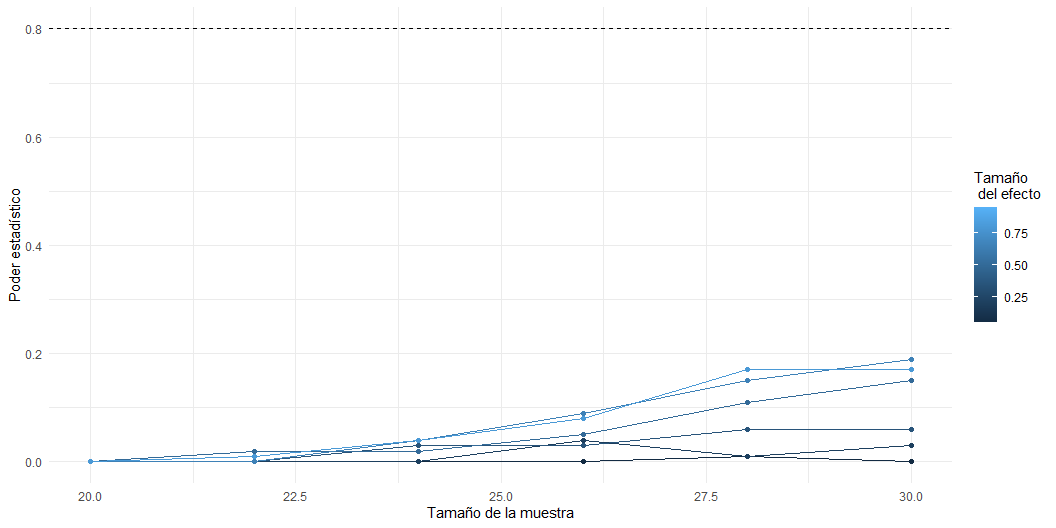 0.8
0.6
0.4
0.2
0.0
Poder estadístico
20.0 22.5 25.0 27.5 30.0
Tamaño de la muestra
Tamaño
del efecto
0.75
0.50
0.25